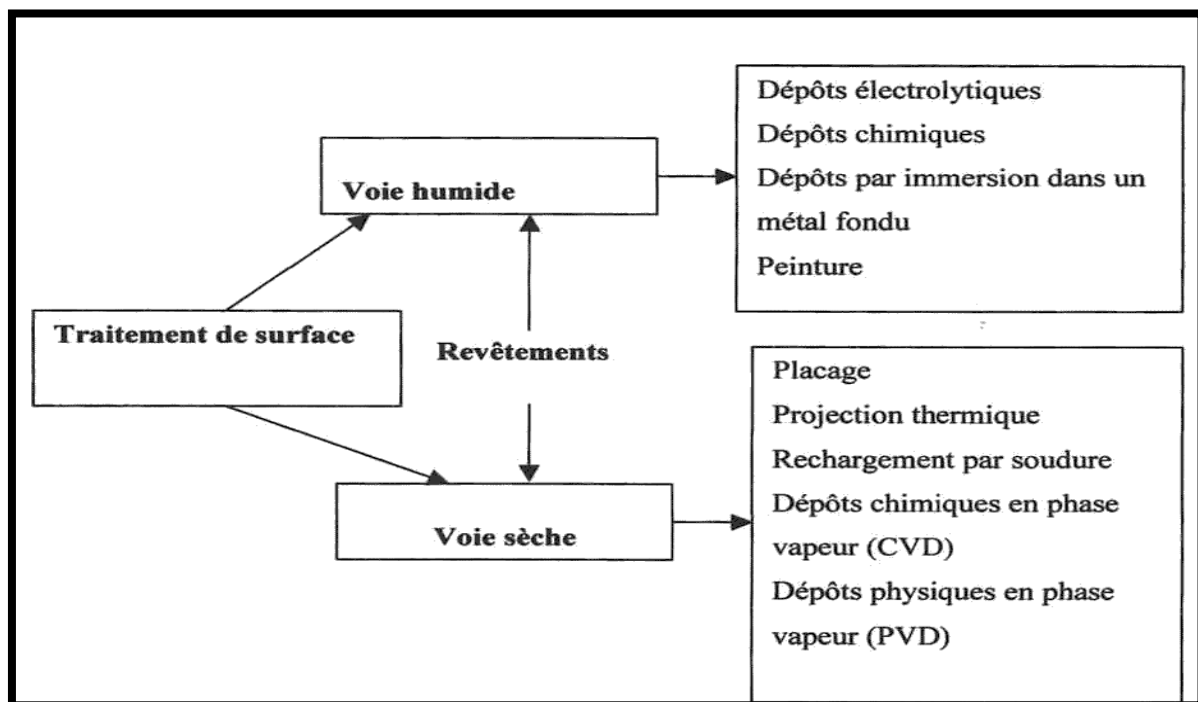 Traitement de surface
Voie humide
Revêtements
Voie sèche
Dépôts électrolytiques
Dépôts chimiques
Dépôts par immersion dans un
métal fondu
Peinture
Placage
Projection thermique
Rechargement par soudure
Dépôts chimiques en phase
vapeur (CVD)
Dépôts physiques en phase
vapeur (PVD)